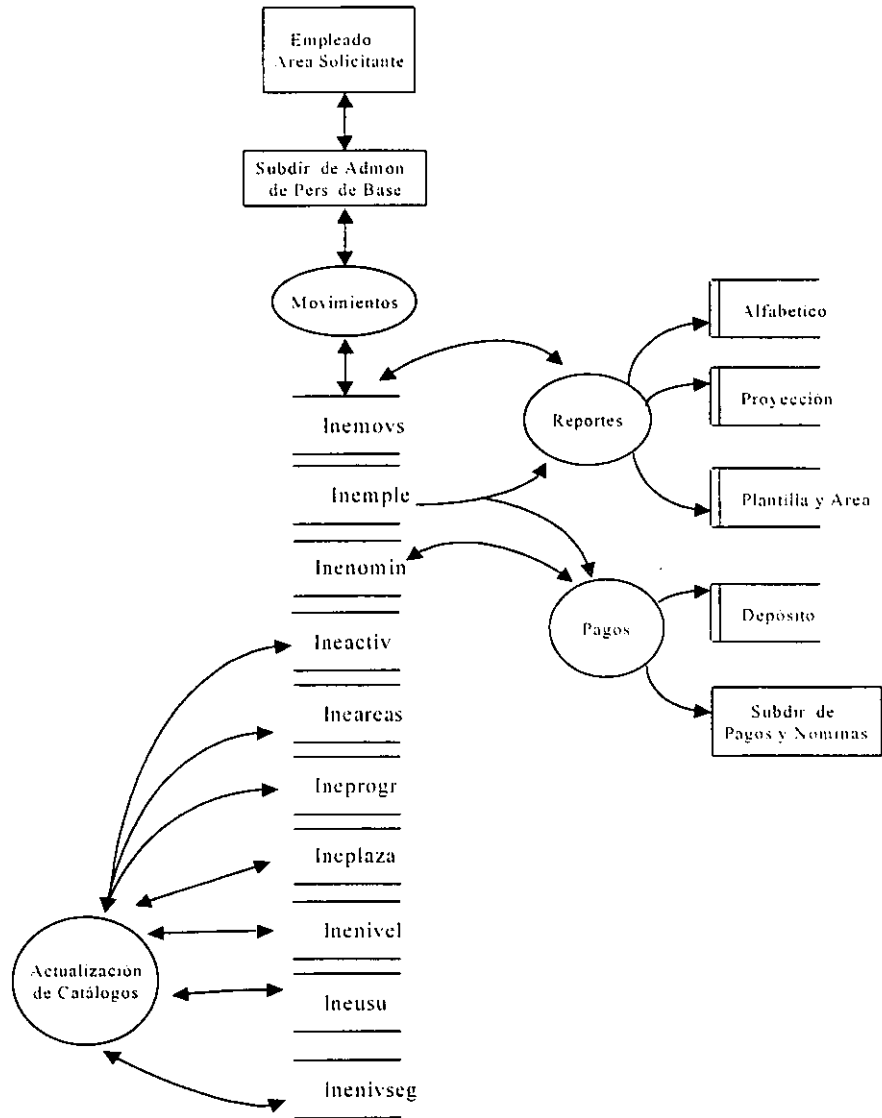 Empleado
Area Solicitante
Subdir de Admon
de Pers de Base
Movimientos
Inemovs
Inemple
Inenomin
Ineactiv
Ineareas
Ineprogr
Ineplaza
Inenivel
Ineusu
Inenivseg
Reportes
Alfabetico
Proyección
Plantilla y Area
Pagos
Depósito
Subdir de
Pagos y Nominas
Actualización
de Catálogos